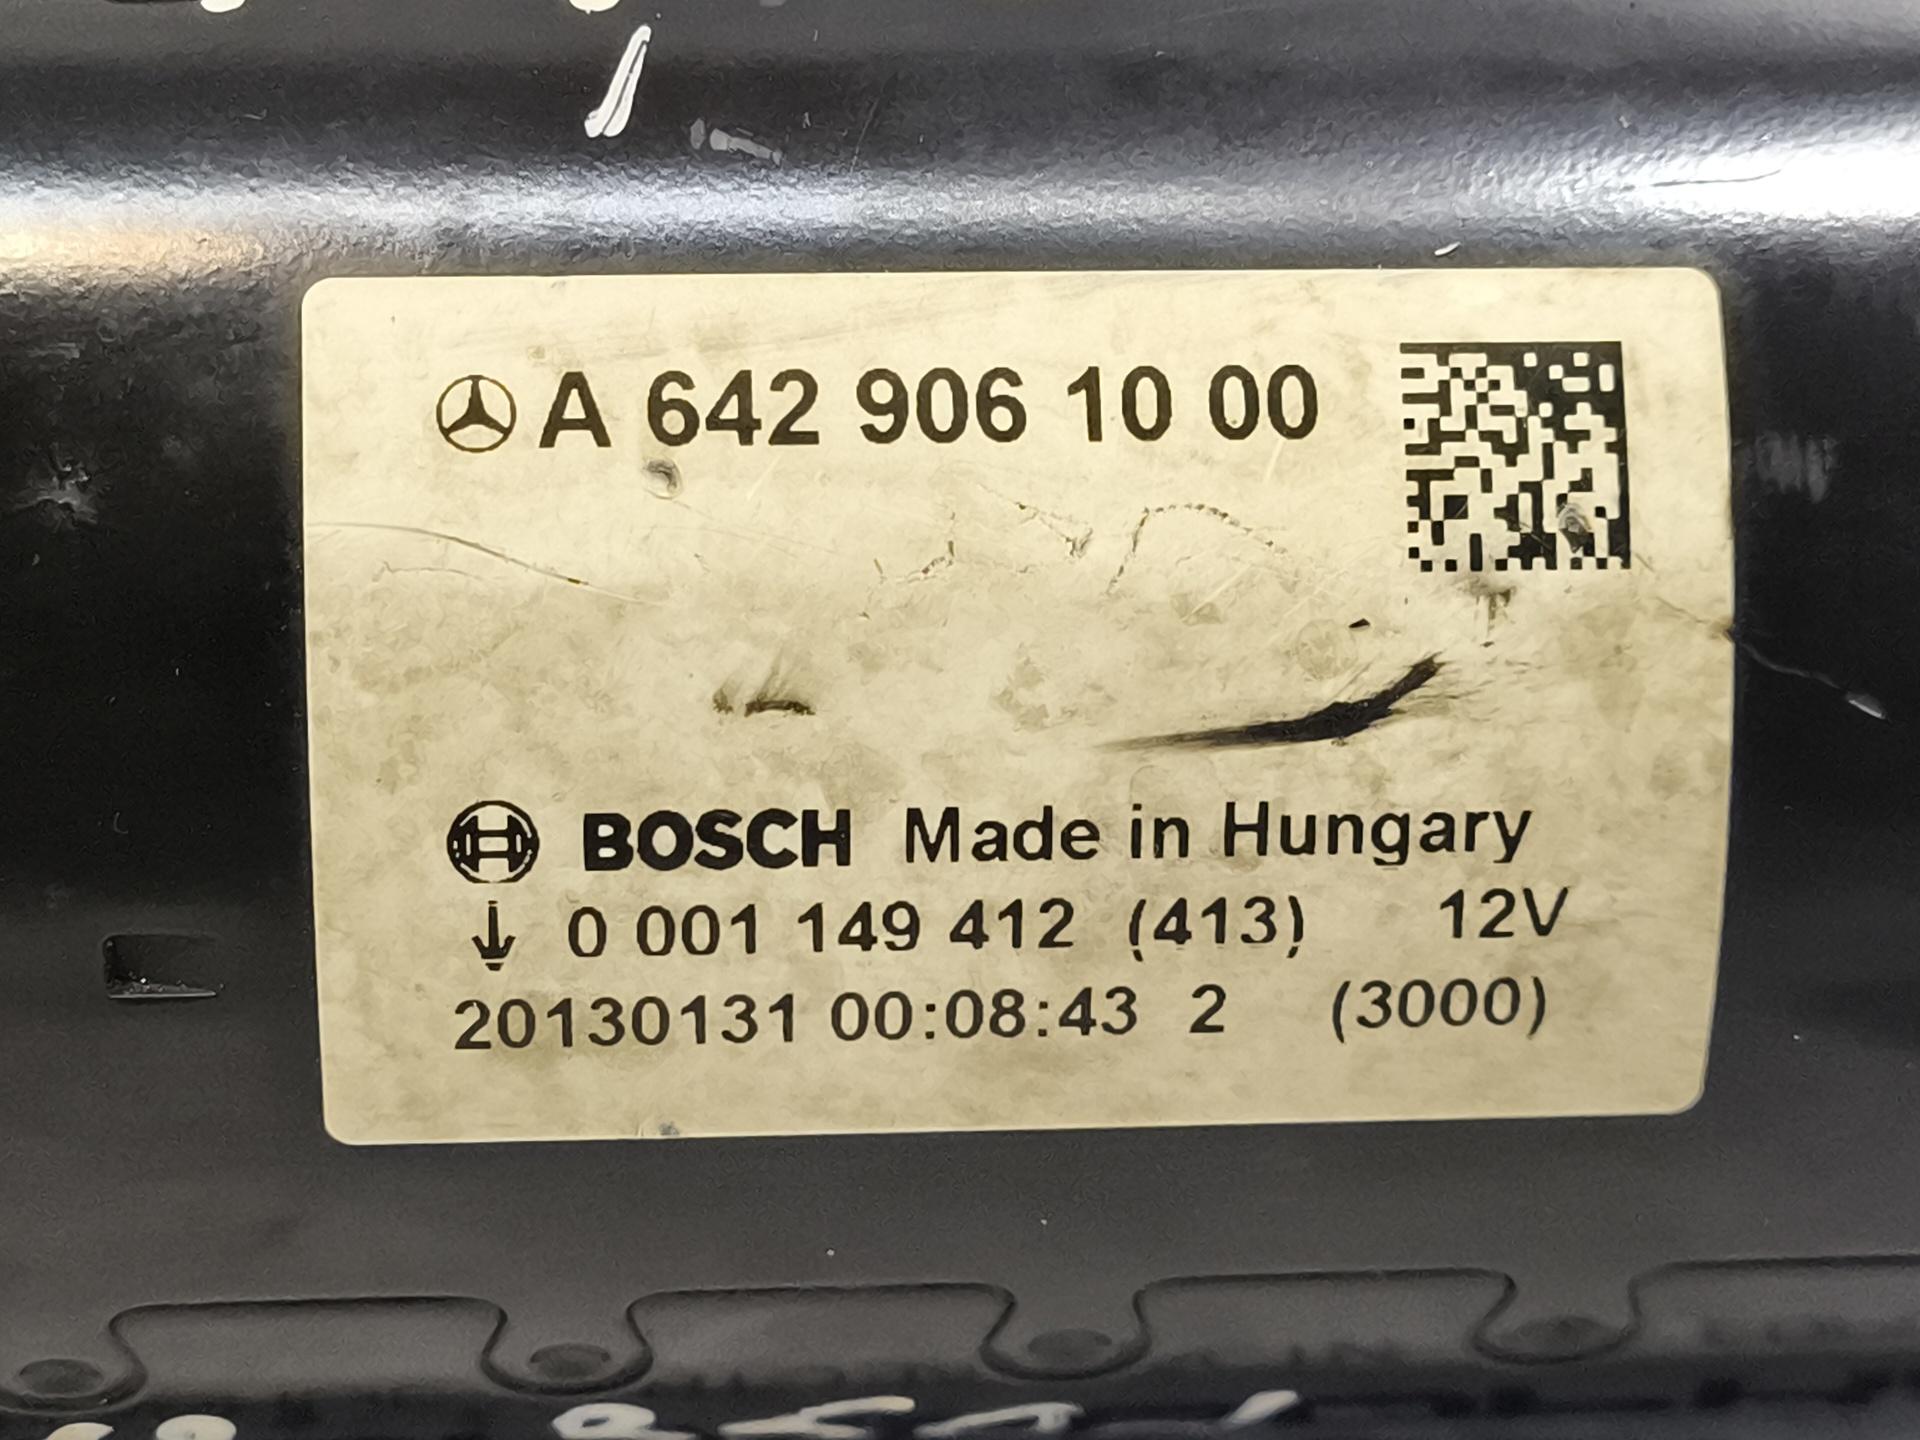 A 642 906 10 00
BOSCH Made in Hungary
0 001 149 412 (413) 12V
20130131 00:08:43 2 (3000)